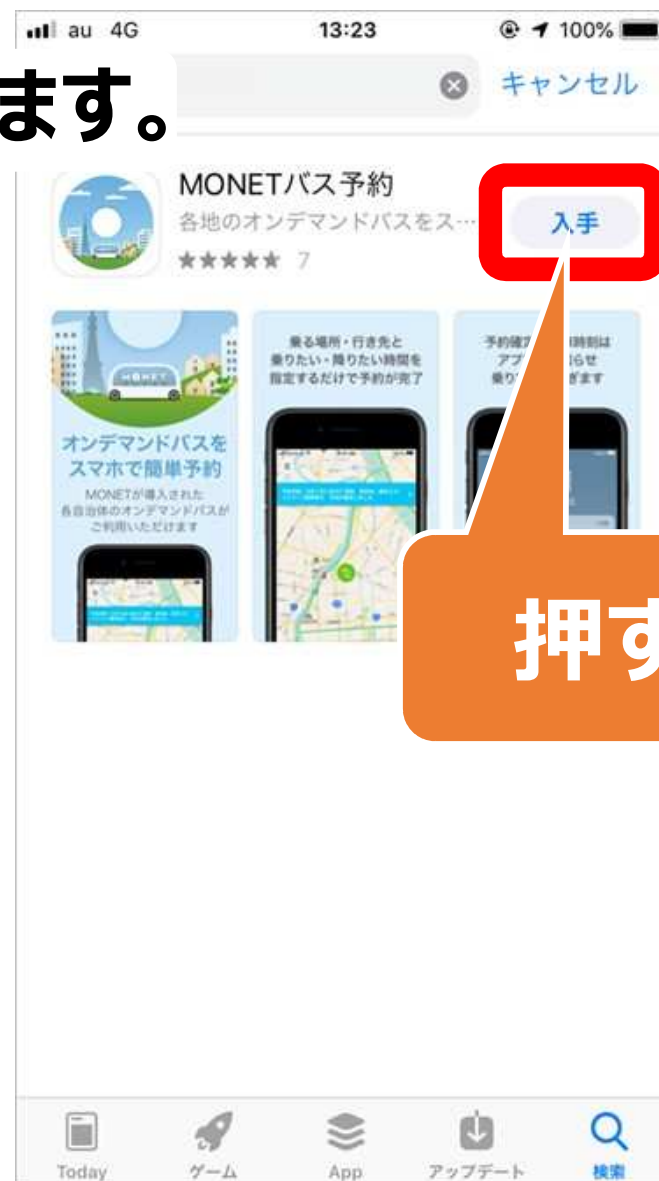 au 4G 13:23 100%
ます。
キャンセル
MONETバス予約
各地のオンデマンドバスをス…
入手
7
オンデマンドバスを
スマホで簡単予約
MONETが導入された
各自治体のオンデマンドバスが
ご利用いただけます
乗る場所・行き先と
乗りたい・降りたい時間を
指定するだけで予約が完了
予約確
時刻は
アプ
らせ
乗り
ぎます
MONET
押す
Today ゲーム App アップデート 検索